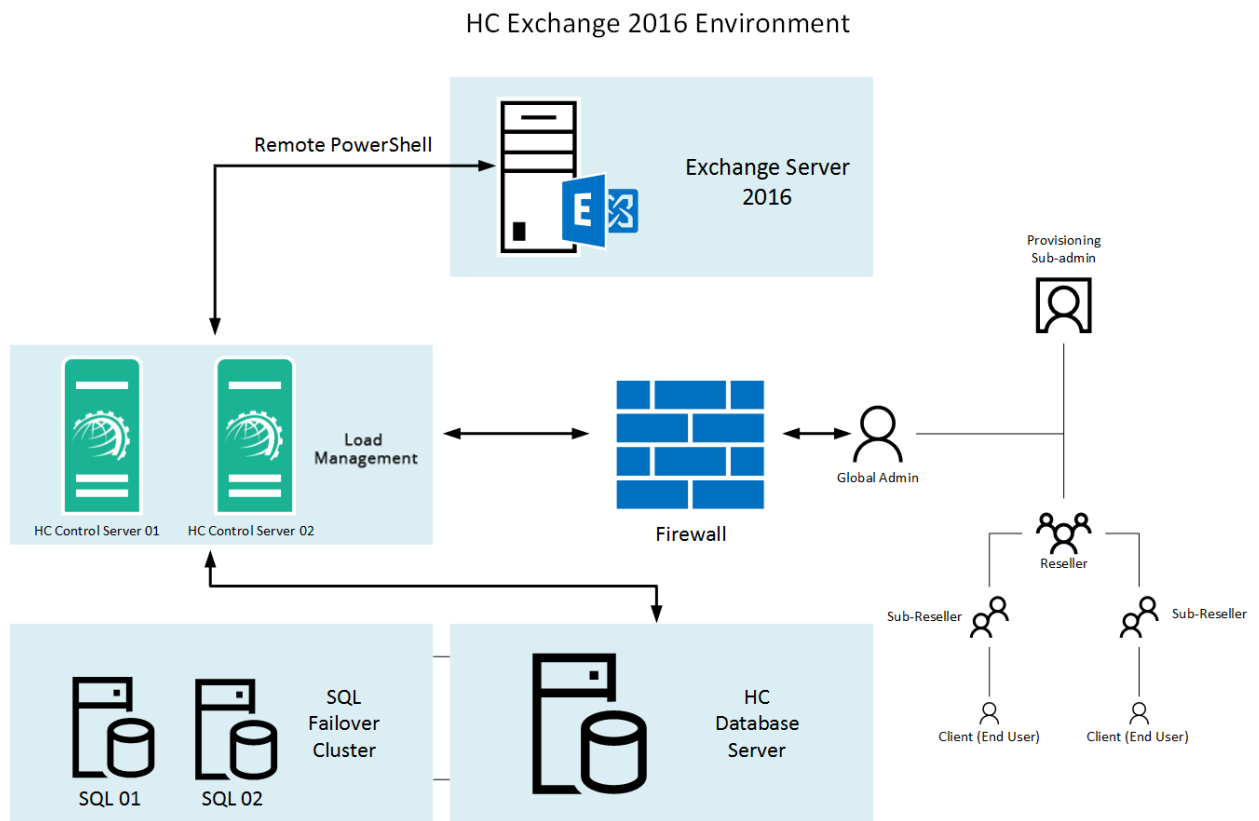 HC Exchange 2016 Environment
Remote PowerShell
Exchange Server
2016
E
Provisioning
Sub-admin
Load
Management
HC Control Server 01
HC Control Server 02
Firewall
Global Admin
Reseller
Sub-Reseller
Sub-Reseller
Client (End User)
Client (End User)
SQL
Failover
Cluster
SQL 01
SQL 02
HC
Database
Server